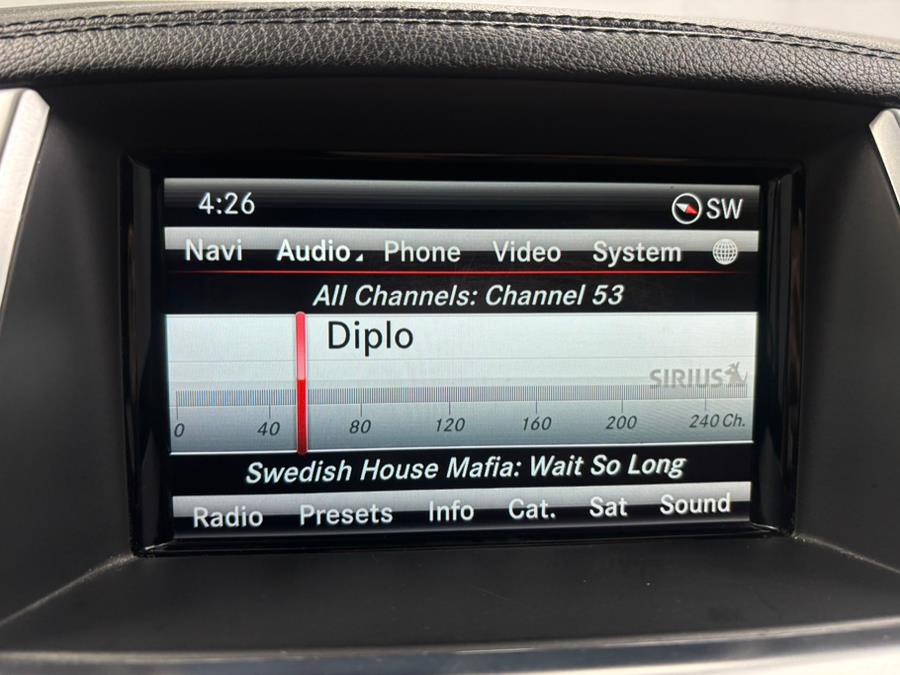 4:26 SW
Navi Audio Phone Video System
All Channels: Channel 53
Diplo
SIRIUS
0 40 80 120 160 200 240 Ch.
Swedish House Mafia: Wait So Long
Radio Presets Info Cat. Sat Sound